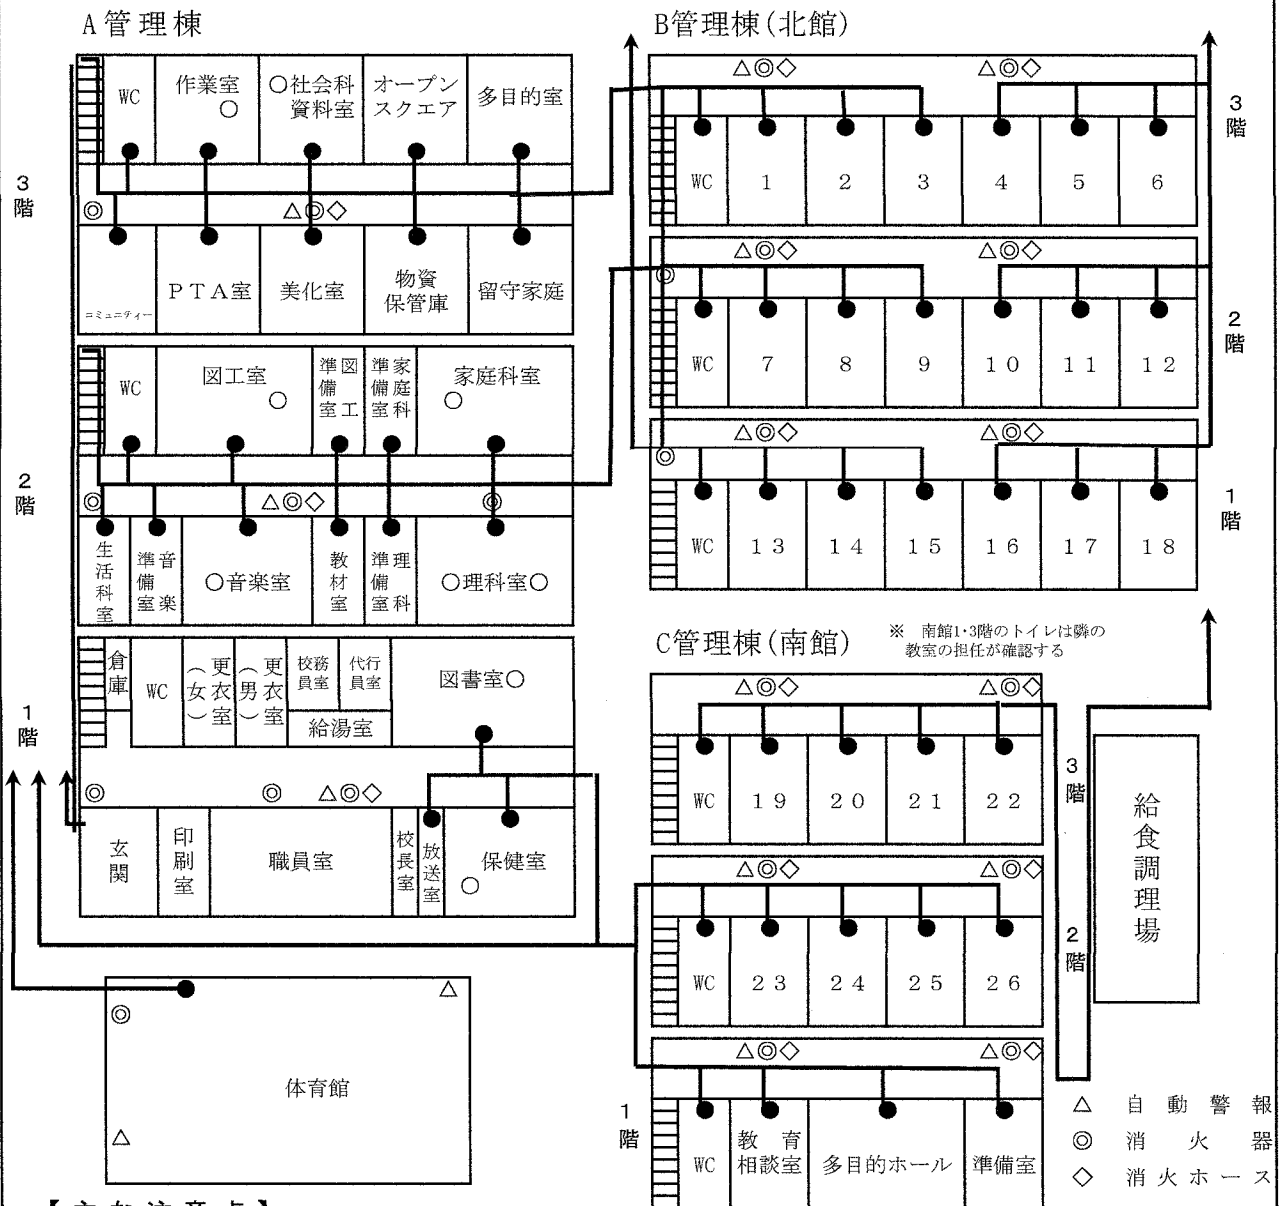 A管理棟
3階
WC
作業室
○
○社会科
資料室
オープン
スクエア
多目的室
◎
△◎◇
コミュニティー
PTA室
美化室
物資
保管庫
留守家庭
2階
WC
図工室
○
図工
準備室
家庭科
準備室
家庭科室
○
◎
△◎◇
◎
生活科室
音楽
準備室
○音楽室
教材室
理科
準備室
○理科室○
1階
倉庫
WC
更衣室
(女)
更衣室
(男)
校務
員室
代行
員室
給湯室
図書室○
◎
◎
△◎◇
玄関
印刷室
職員室
校長室
放送室
保健室
○
△
◎
体育館
△
B管理棟(北館)
△◎◇
△◎◇
3階
WC
1
2
3
4
5
6
△◎◇
△◎◇
◎
2階
WC
7
8
9
10
11
12
△◎◇
△◎◇
◎
1階
WC
13
14
15
16
17
18
C管理棟(南館)
※ 南館1・3階のトイレは隣の
教室の担任が確認する
△◎◇
△◎◇
3階
WC
19
20
21
22
△◎◇
△◎◇
2階
WC
23
24
25
26
△◎◇
△◎◇
1階
WC
教育
相談室
多目的ホール
準備室
給食調理場
△ 自動警報
◎ 消火器
◇ 消火ホース